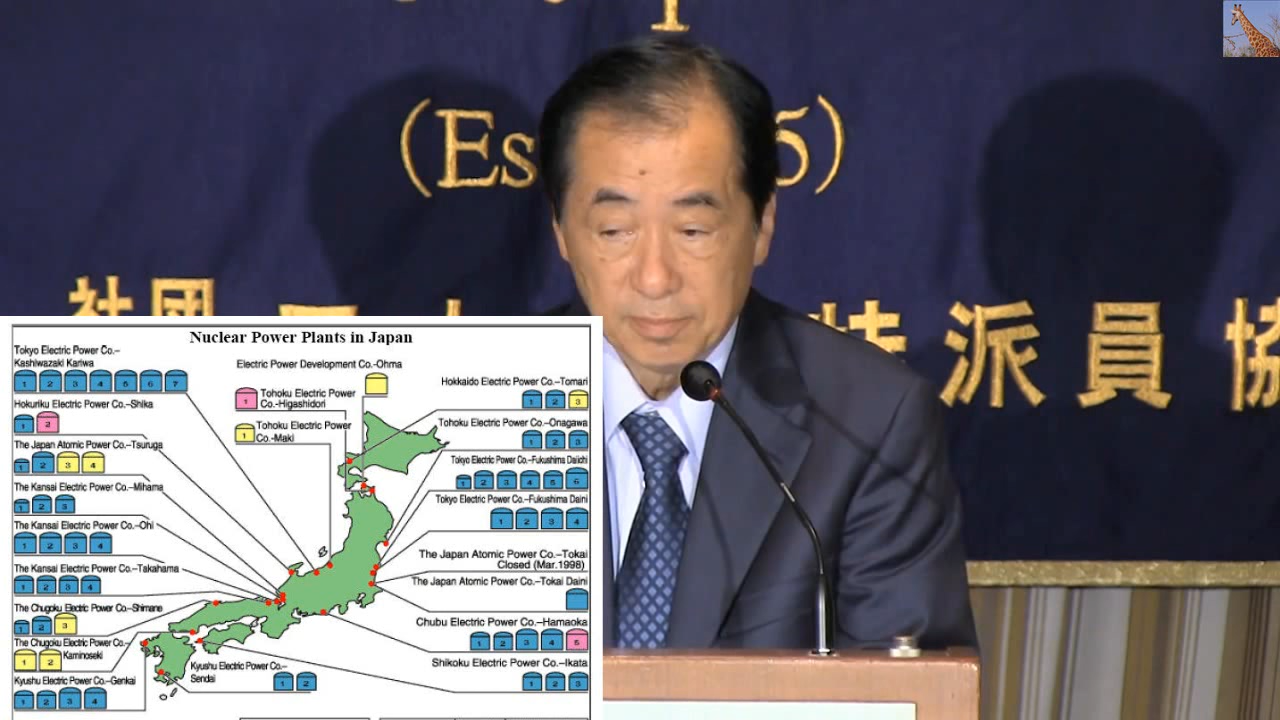 (Es
5)
社団
特派員協
Nuclear Power Plants in Japan
Tokyo Electric Power Co.–
Kashiwazaki Kariwa
1 2 3 4 5 6 7
Hokuriku Electric Power Co.–Shika
1 2
The Japan Atomic Power Co.–Tsuruga
1 2 3 4
The Kansai Electric Power Co.–Mihama
1 2 3
The Kansai Electric Power Co.–Ohi
1 2 3 4
The Kansai Electric Power Co.–Takahama
1 2 3 4
The Chugoku Electric Power Co.–Shimane
1 2 3
The Chugoku Electric Power Co.–
1 2 Kaminoseki
Kyushu Electric Power Co.–Genkai
1 2 3 4
Electric Power Development Co.–Ohma
1 Tohoku Electric Power
Co.–Higashidori
1 Tohoku Electric Power
Co.–Maki
Kyushu Electric Power Co.–
Sendai
1 2
Hokkaido Electric Power Co.–Tomari
1 2 3
Tohoku Electric Power Co.–Onagawa
1 2 3
Tokyo Electric Power Co.–Fukushima Daiichi
1 2 3 4 5 6
Tokyo Electric Power Co.–Fukushima Daini
1 2 3 4
The Japan Atomic Power Co.–Tokai
Closed (Mar.1998)
The Japan Atomic Power Co.–Tokai Daini
Chubu Electric Power Co.–Hamaoka
1 2 3 4 5
Shikoku Electric Power Co.–Ikata
1 2 3